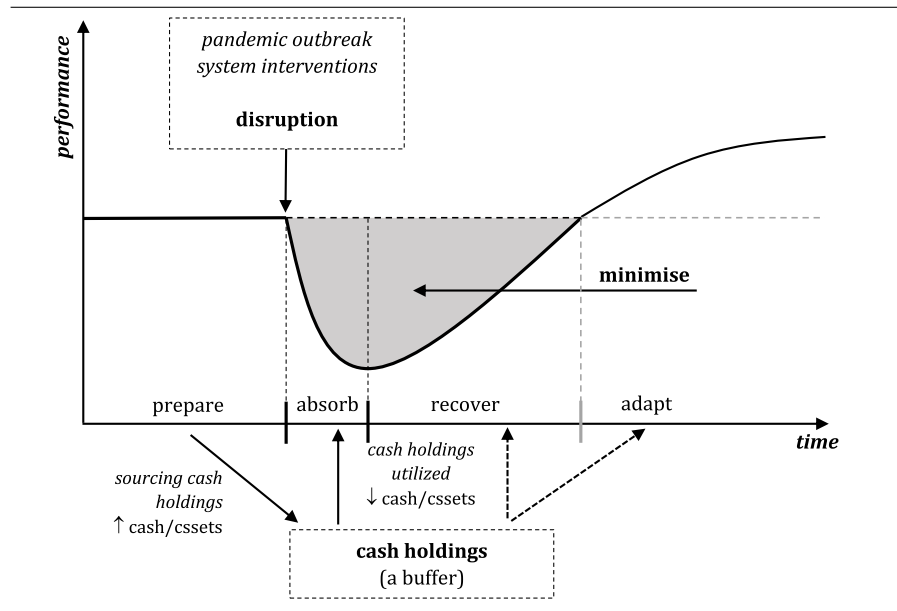 performance
pandemic outbreak
system interventions
disruption
minimise
prepare
absorb
recover
adapt
time
sourcing cash
holdings
↑ cash/cssets
cash holdings
utilized
↓ cash/cssets
cash holdings
(a buffer)